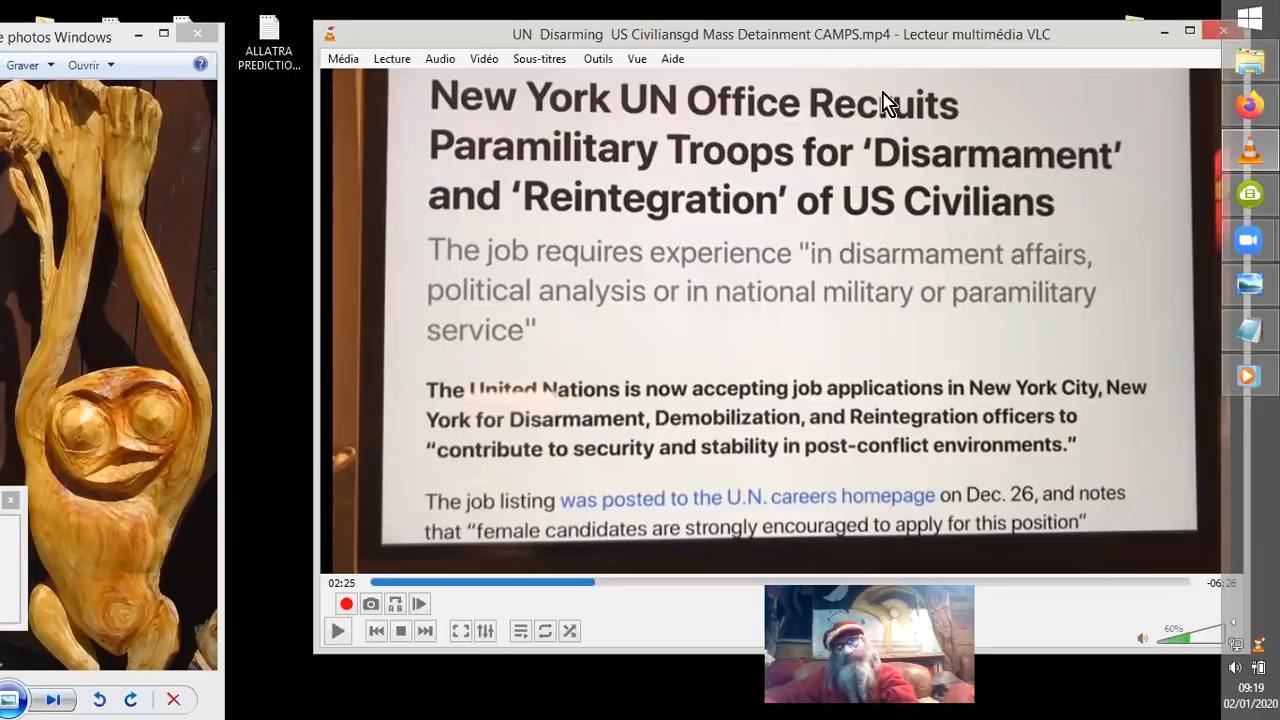 e photos Windows
Graver
Ouvrir
ALLATRA
PREDICTIO...
UN Disarming US Civiliansgd Mass Detainment CAMPS.mp4 - Lecteur multimédia VLC
Média Lecture Audio Vidéo Sous-titres Outils Vue Aide
New York UN Office Recruits
Paramilitary Troops for ‘Disarmament’
and ‘Reintegration’ of US Civilians
The job requires experience "in disarmament affairs,
political analysis or in national military or paramilitary
service"
The United Nations is now accepting job applications in New York City, New
York for Disarmament, Demobilization, and Reintegration officers to
“contribute to security and stability in post-conflict environments.”
The job listing was posted to the U.N. careers homepage on Dec. 26, and notes
that “female candidates are strongly encouraged to apply for this position”
02:25
-06:26
60%
09:19
02/01/2020